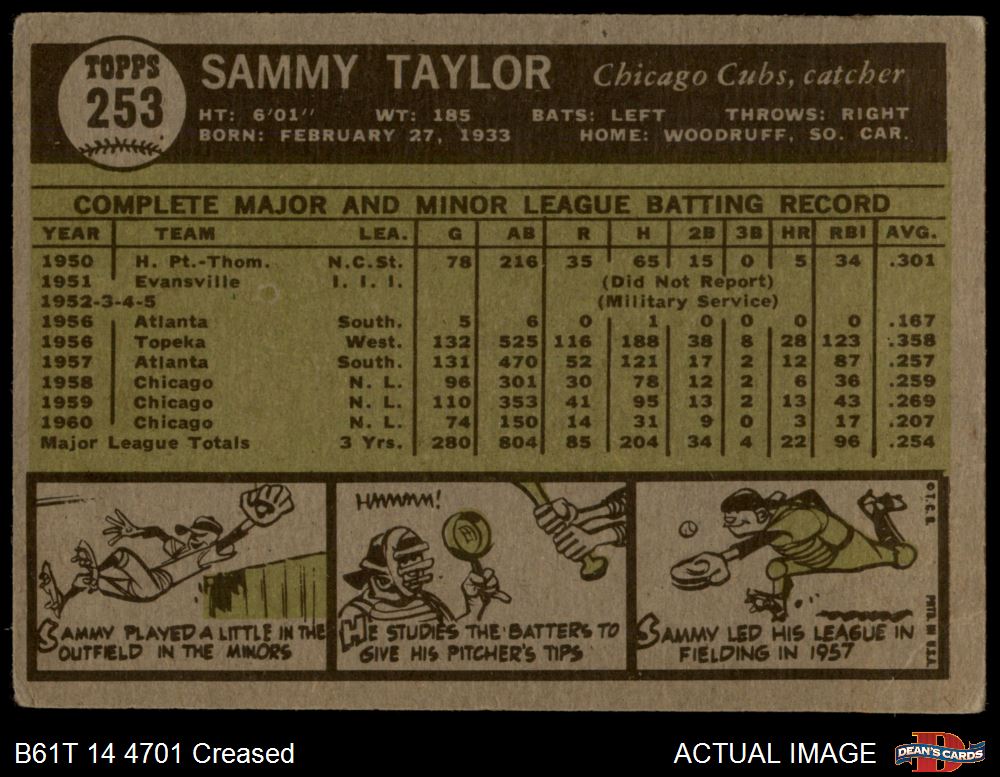 TOPPS
253
SAMMY TAYLOR Chicago Cubs, catcher
HT: 6'01" WT: 185 BATS: LEFT THROWS: RIGHT
BORN: FEBRUARY 27, 1933 HOME: WOODRUFF, SO. CAR.
COMPLETE MAJOR AND MINOR LEAGUE BATTING RECORD
YEAR TEAM LEA. G AB R H 2B 3B HR RBI AVG.
1950 H. Pt.-Thom. N.C.St. 78 216 35 65 15 0 5 34 .301
1951 Evansville I. I. I. (Did Not Report)
1952-3-4-5 (Military Service)
1956 Atlanta South. 5 6 0 1 0 0 0 0 .167
1956 Topeka West. 132 525 116 188 38 8 28 123 .358
1957 Atlanta South. 131 470 52 121 17 2 12 87 .257
1958 Chicago N. L. 96 301 30 78 12 2 6 36 .259
1959 Chicago N. L. 110 353 41 95 13 2 13 43 .269
1960 Chicago N. L. 74 150 14 31 9 0 3 17 .207
Major League Totals 3 Yrs. 280 804 85 204 34 4 22 96 .254
SAMMY PLAYED A LITTLE IN THE
OUTFIELD IN THE MINORS
HMMMM!
HE STUDIES THE BATTERS TO
GIVE HIS PITCHER'S TIPS
SAMMY LED HIS LEAGUE IN
FIELDING IN 1957
© T.C.G.
PRTD. IN U.S.A.
B61T 14 4701 Creased
ACTUAL IMAGE
DEAN'S CARDS